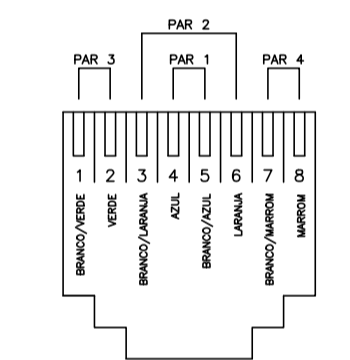 PAR 2
PAR 3
PAR 1
PAR 4
1 2 3 4 5 6 7 8
BRANCO/VERDE
VERDE
BRANCO/LARANJA
AZUL
BRANCO/AZUL
LARANJA
BRANCO/MARROM
MARROM